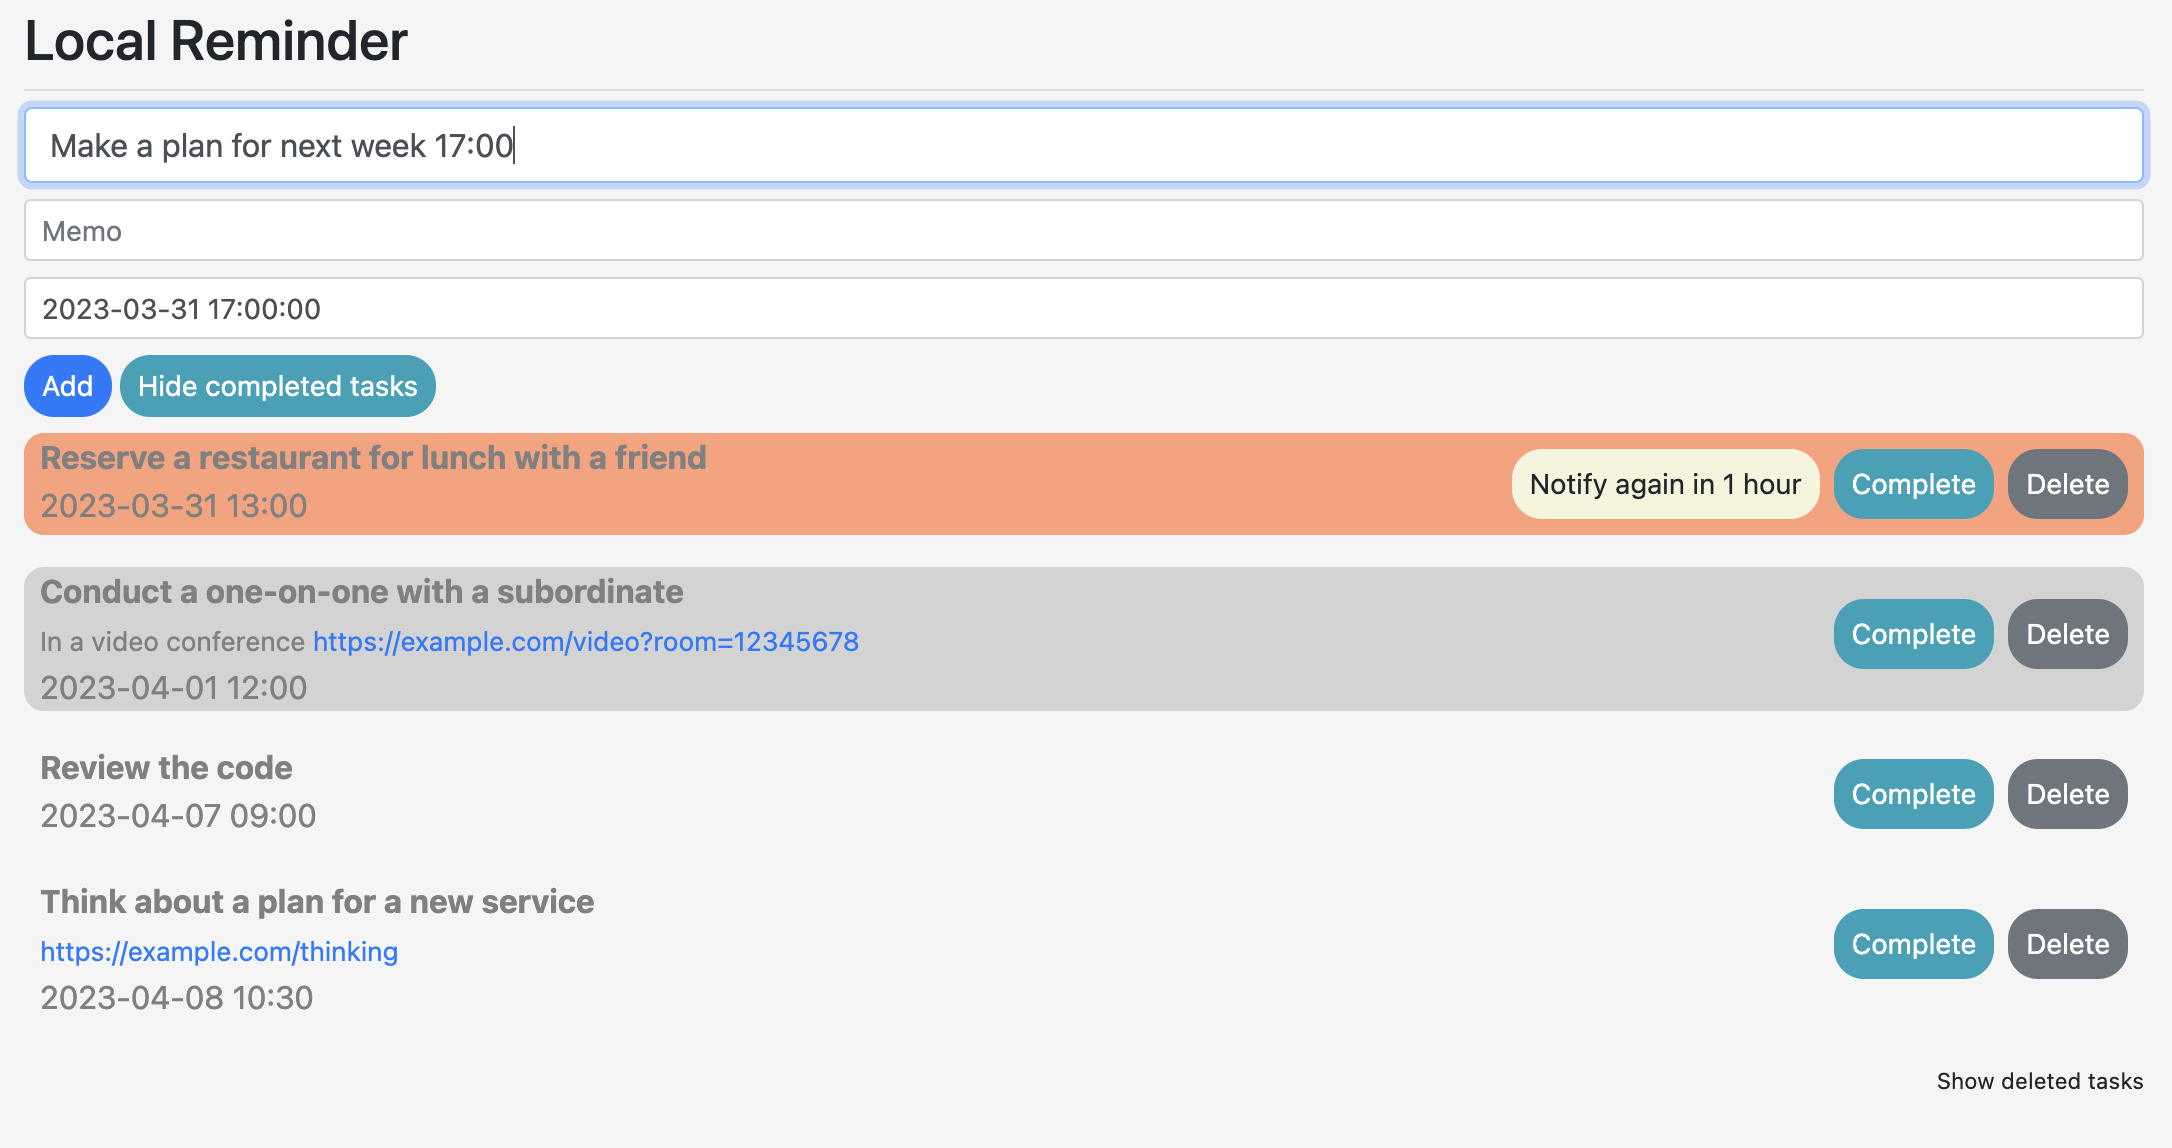 Local Reminder
Make a plan for next week 17:00
Memo
2023-03-31 17:00:00
Add Hide completed tasks
Reserve a restaurant for lunch with a friend
2023-03-31 13:00
Notify again in 1 hour Complete Delete
Conduct a one-on-one with a subordinate
In a video conference https://example.com/video?room=12345678
2023-04-01 12:00
Complete Delete
Review the code
2023-04-07 09:00
Complete Delete
Think about a plan for a new service
https://example.com/thinking
2023-04-08 10:30
Complete Delete
Show deleted tasks